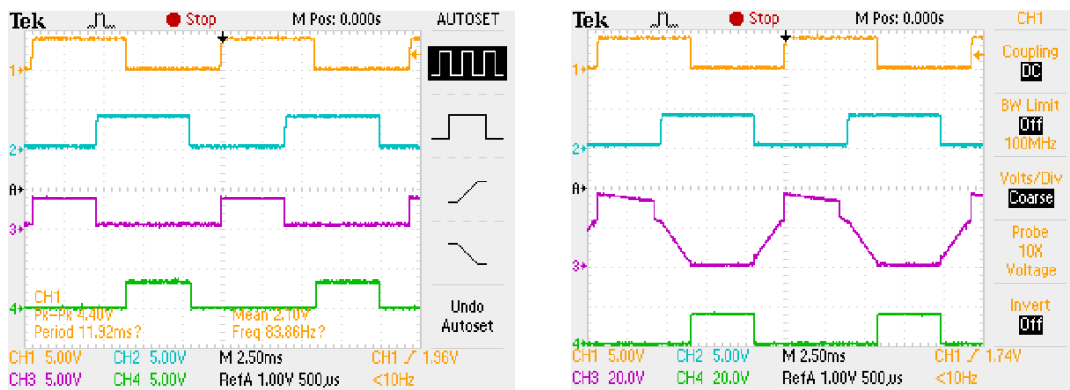 Tek Stop M Pos: 0.000s AUTOSET
1
2
A
3
4
CH1
Pk-Pk 4.40V Mean 2.10V
Period 11.92ms? Freq 83.86Hz?
Undo
Autoset
CH1 5.00V CH2 5.00V M 2.50ms CH1 / 1.96V
CH3 5.00V CH4 5.00V RefA 1.00V 500µs <10Hz
Tek Stop M Pos: 0.000s CH1
1
2
A
3
4
Coupling
DC
BW Limit
Off
100MHz
Volts/Div
Coarse
Probe
10X
Voltage
Invert
Off
CH1 5.00V CH2 5.00V M 2.50ms CH1 / 1.74V
CH3 20.0V CH4 20.0V RefA 1.00V 500µs <10Hz